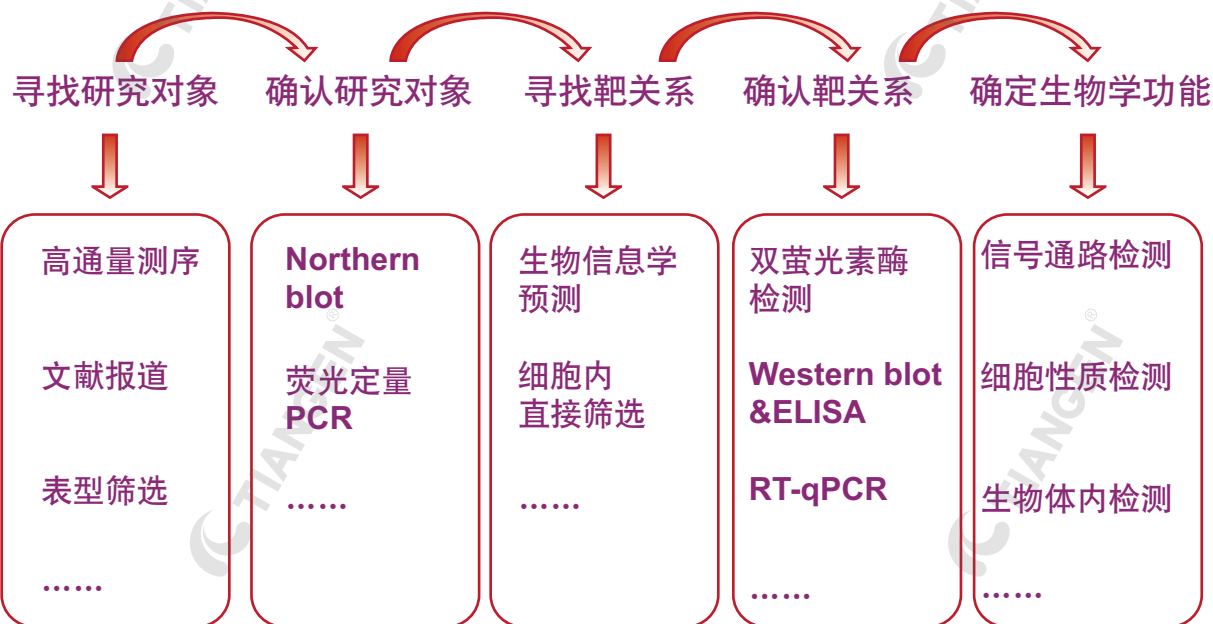 寻找研究对象
确认研究对象
寻找靶关系
确认靶关系
确定生物学功能
高通量测序
文献报道
表型筛选
……
Northern
blot
荧光定量
PCR
……
生物信息学
预测
细胞内
直接筛选
……
双萤光素酶
检测
Western blot
&ELISA
RT-qPCR
……
信号通路检测
细胞性质检测
生物体内检测
……
TIANGEN®
TIANGEN®